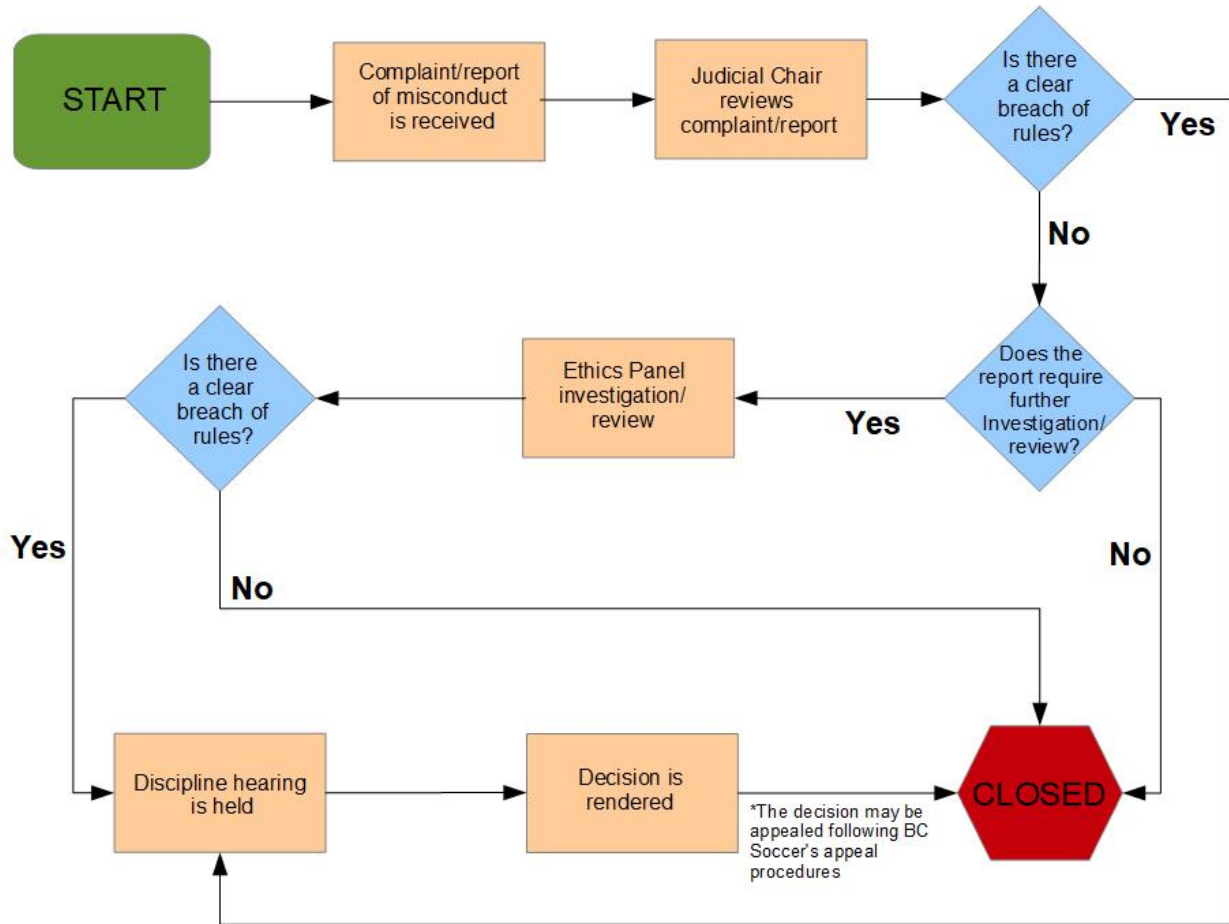 START
Complaint/report
of misconduct
is received
Judicial Chair
reviews
complaint/report
Is there
a clear
breach of
rules?
Yes
No
Does the
report require
further
Investigation/
review?
Yes
No
Ethics Panel
investigation/
review
Is there
a clear
breach of
rules?
Yes
No
Discipline hearing
is held
Decision is
rendered
*The decision may be
appealed following BC
Soccer's appeal
procedures
CLOSED